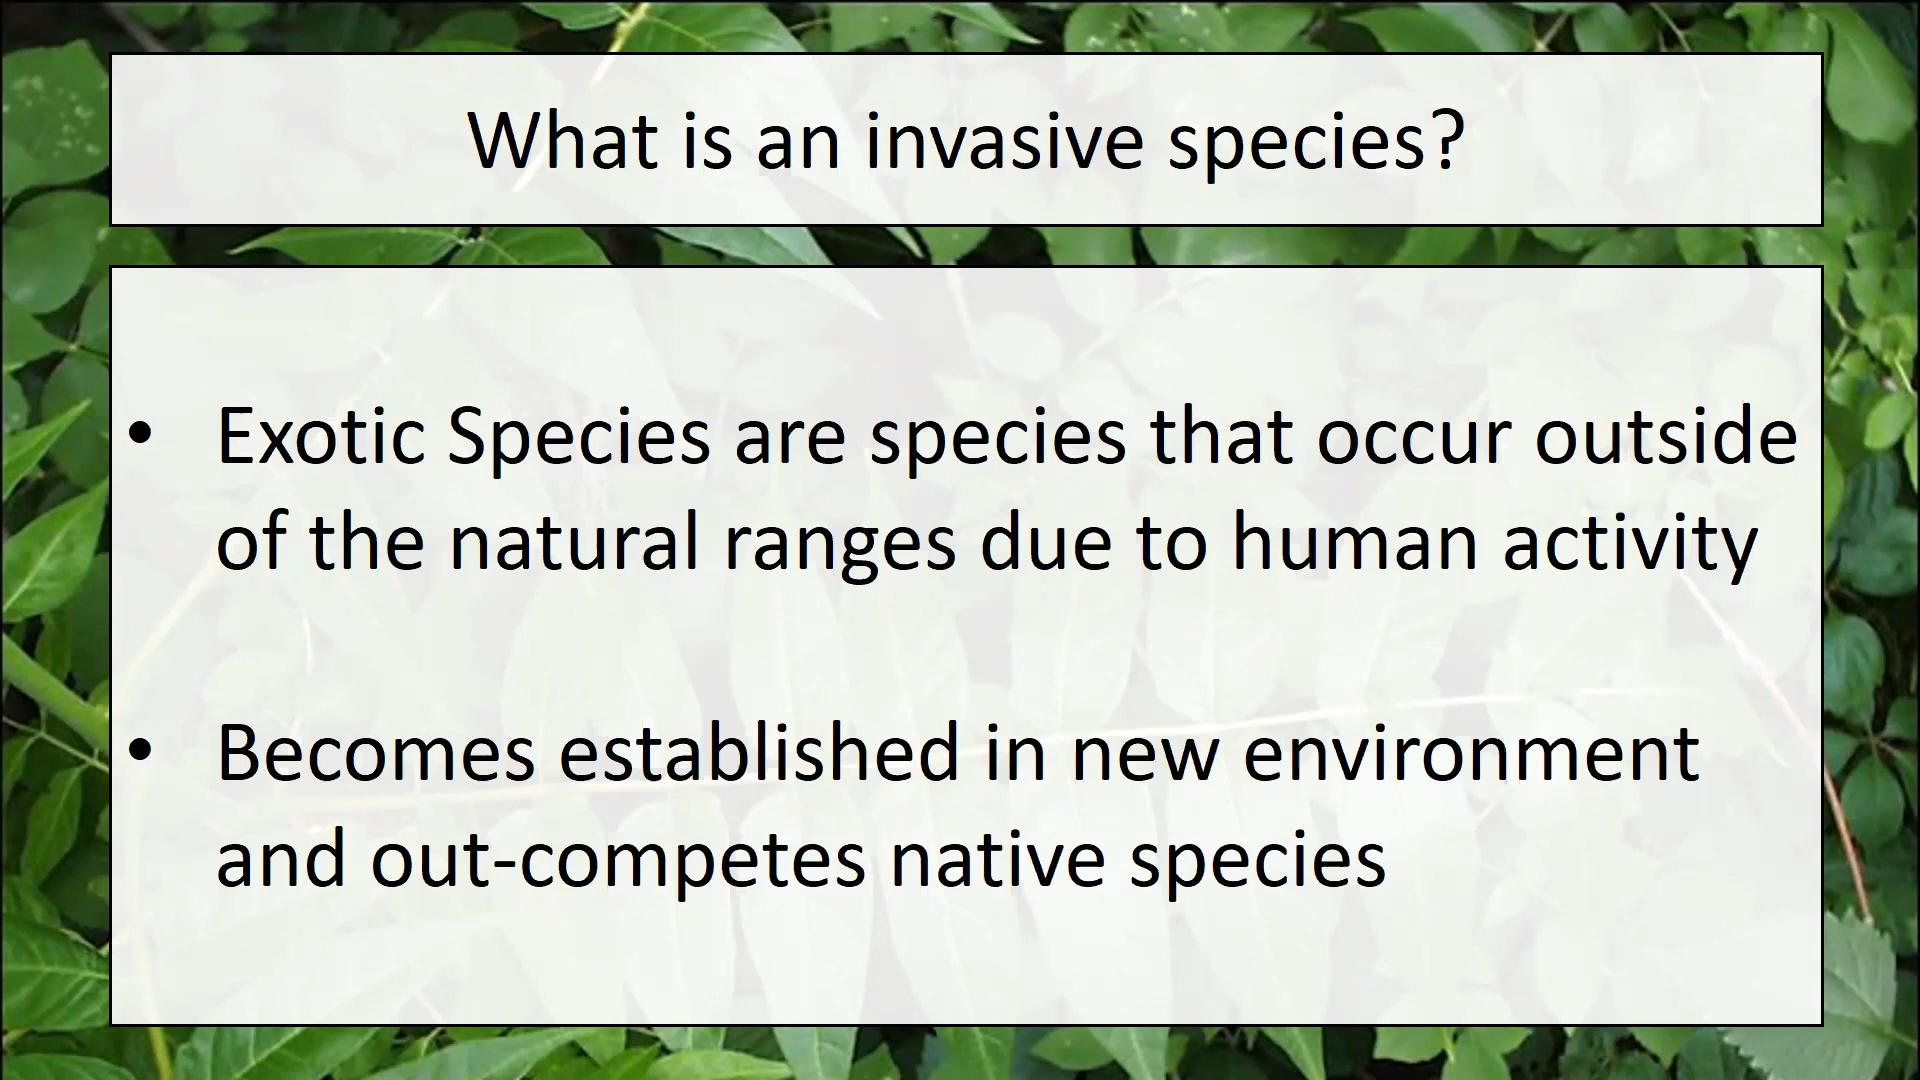 What is an invasive species?
• Exotic Species are species that occur outside
of the natural ranges due to human activity
• Becomes established in new environment
and out-competes native species